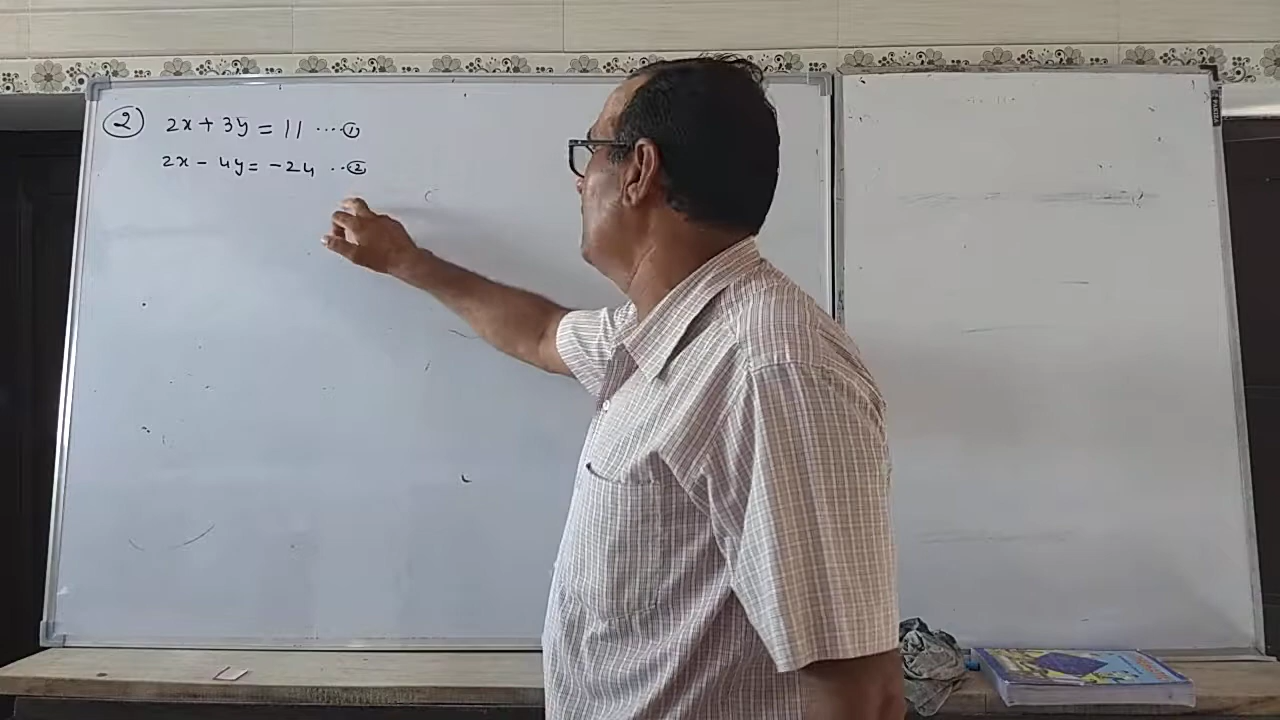 ② 2x + 3y = 11 ....①
2x - 4y = -24 ..②